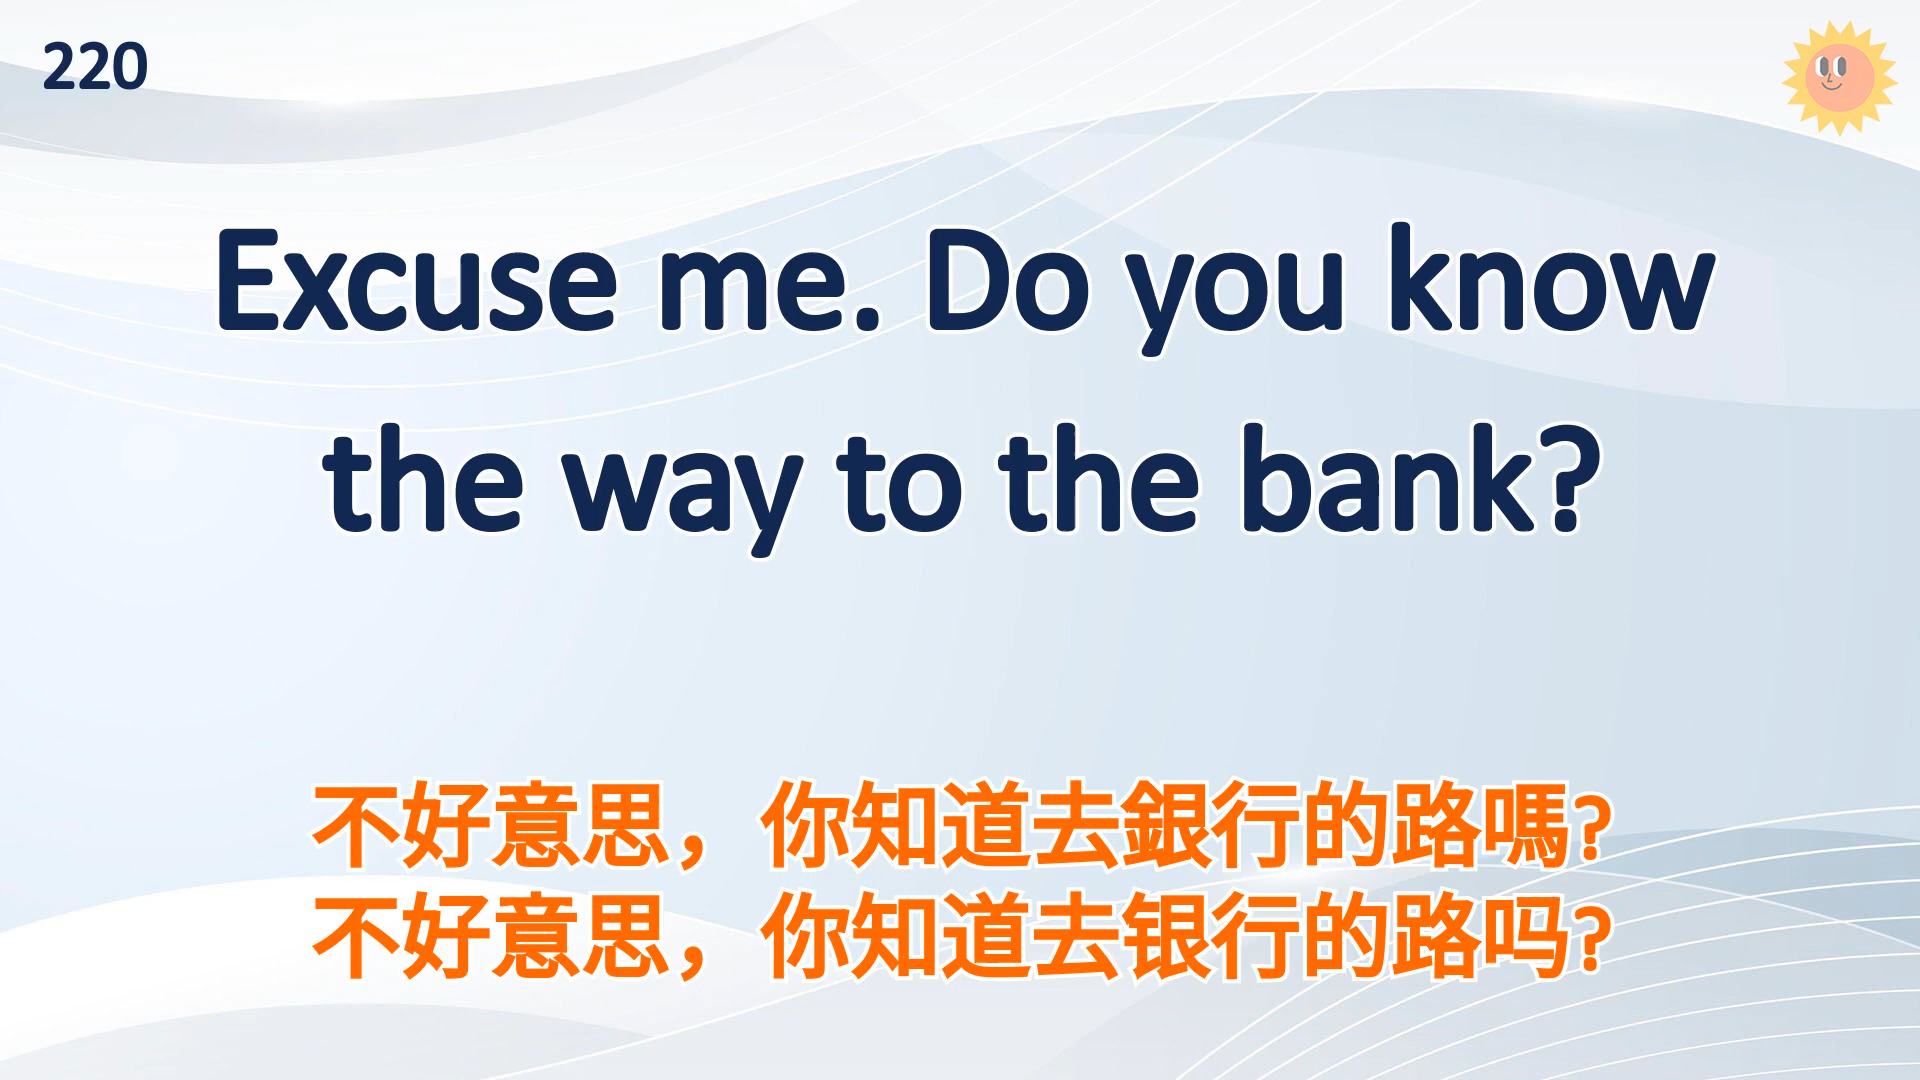 220
Excuse me. Do you know
the way to the bank?
不好意思，你知道去銀行的路嗎?
不好意思，你知道去银行的路吗?